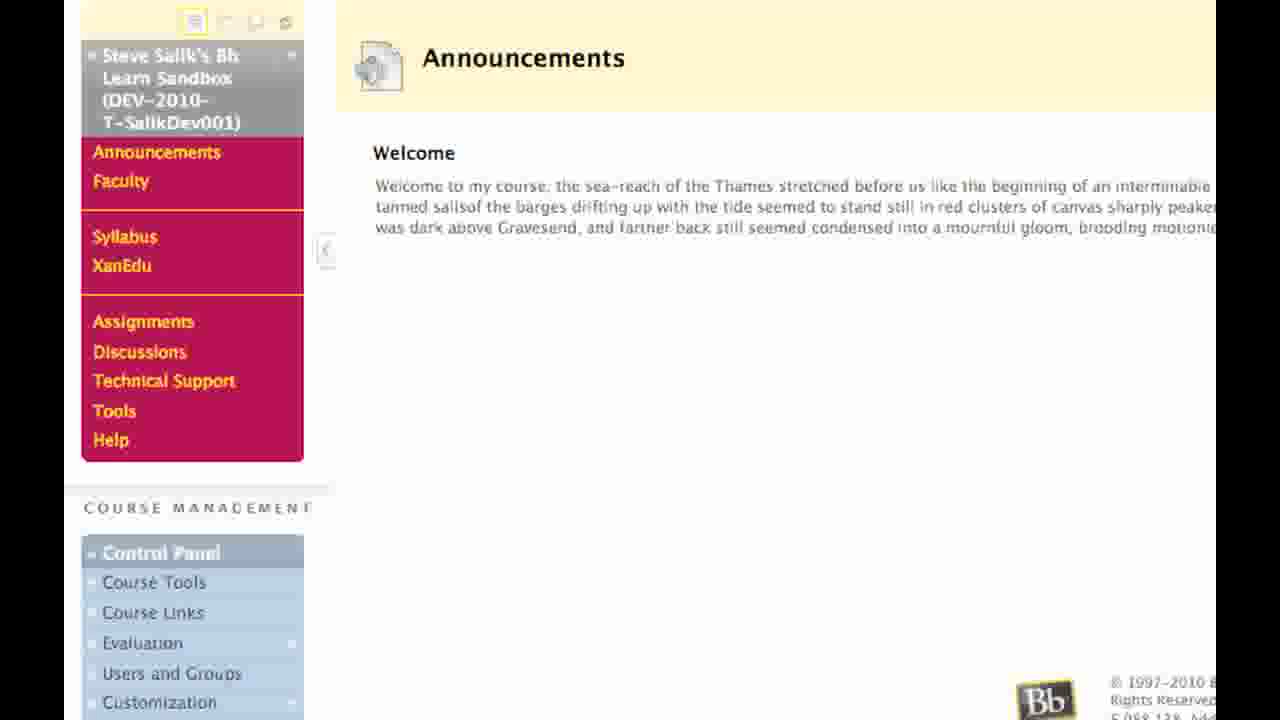 Steve Salik's Bb
Learn Sandbox
(DEV-2010-
T-SalikDev001)
Announcements
Faculty
Syllabus
XanEdu
Assignments
Discussions
Technical Support
Tools
Help
COURSE MANAGEMENT
Control Panel
Course Tools
Course Links
Evaluation
Users and Groups
Customization
Announcements
Welcome
Welcome to my course, the sea-reach of the Thames stretched before us like the beginning of an interminable
tanned sailsof the barges drifting up with the tide seemed to stand still in red clusters of canvas sharply peake
was dark above Gravesend, and farther back still seemed condensed into a mournful gloom, brooding motionle
Bb
© 1997-2010 B
Rights Reserved